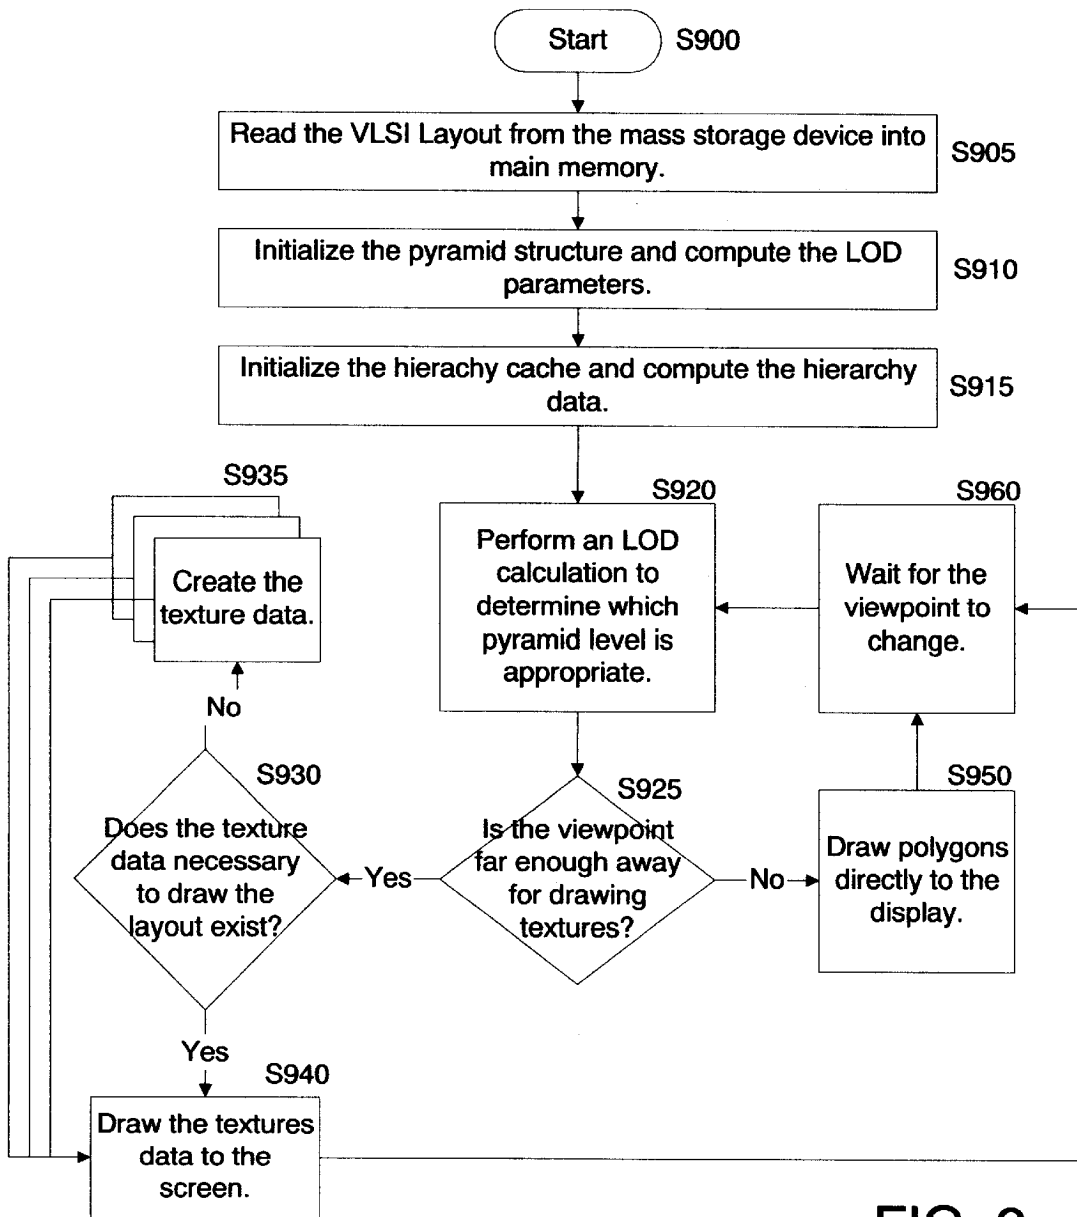 Start
S900
Read the VLSI Layout from the mass storage device into
main memory.
S905
Initialize the pyramid structure and compute the LOD
parameters.
S910
Initialize the hierachy cache and compute the hierarchy
data.
S915
S935
Create the
texture data.
S920
Perform an LOD
calculation to
determine which
pyramid level is
appropriate.
S960
Wait for the
viewpoint to
change.
No
S930
Does the texture
data necessary
to draw the
layout exist?
Yes
S925
Is the viewpoint
far enough away
for drawing
textures?
No
S950
Draw polygons
directly to the
display.
Yes
S940
Draw the textures
data to the
screen.